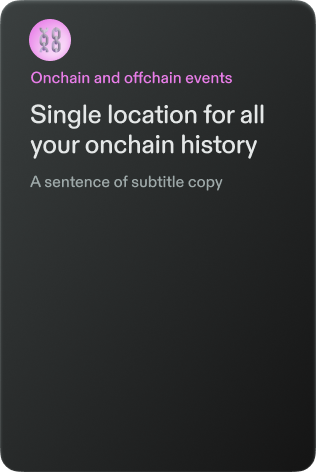 Onchain and offchain events
Single location for all
your onchain history
A sentence of subtitle copy